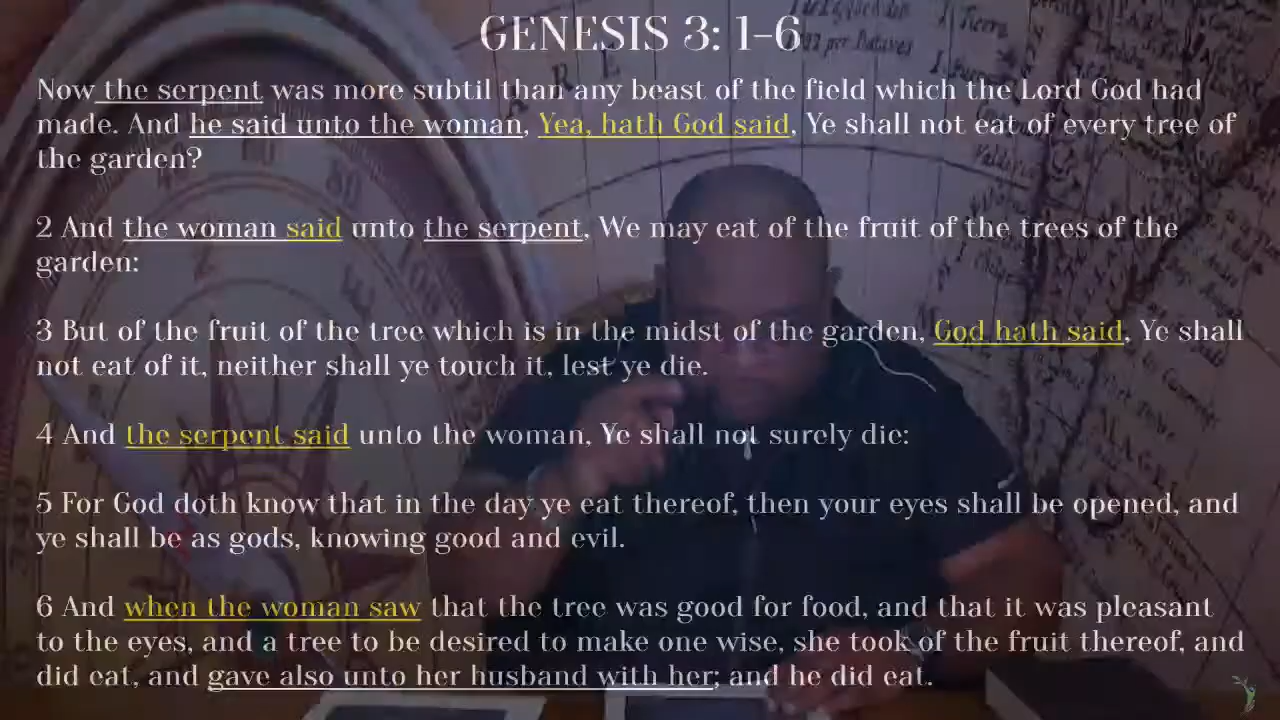 GENESIS 3: 1-6
Now the serpent was more subtil than any beast of the field which the Lord God had
made. And he said unto the woman, Yea, hath God said, Ye shall not eat of every tree of
the garden?
2 And the woman said unto the serpent, We may eat of the fruit of the trees of the
garden:
3 But of the fruit of the tree which is in the midst of the garden, God hath said, Ye shall
not eat of it, neither shall ye touch it, lest ye die.
4 And the serpent said unto the woman, Ye shall not surely die:
5 For God doth know that in the day ye eat thereof, then your eyes shall be opened, and
ye shall be as gods, knowing good and evil.
6 And when the woman saw that the tree was good for food, and that it was pleasant
to the eyes, and a tree to be desired to make one wise, she took of the fruit thereof, and
did eat, and gave also unto her husband with her; and he did eat.